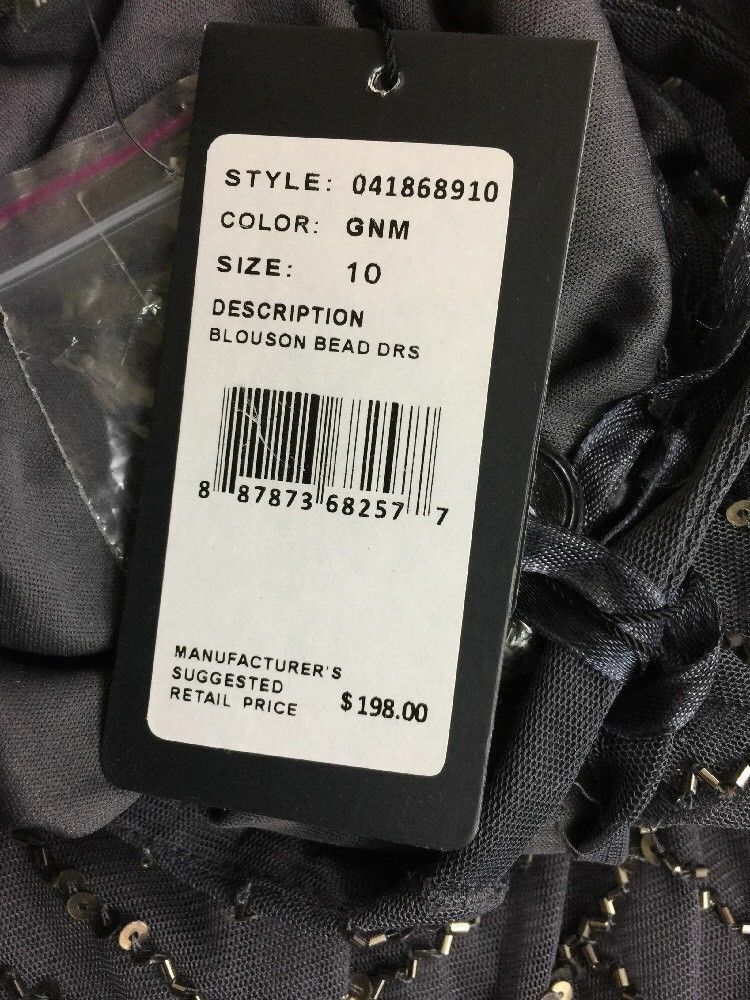 STYLE: 041868910
COLOR: GNM
SIZE: 10
DESCRIPTION
BLOUSON BEAD DRS
8 87873 68257 7
MANUFACTURER'S
SUGGESTED
RETAIL PRICE $198.00